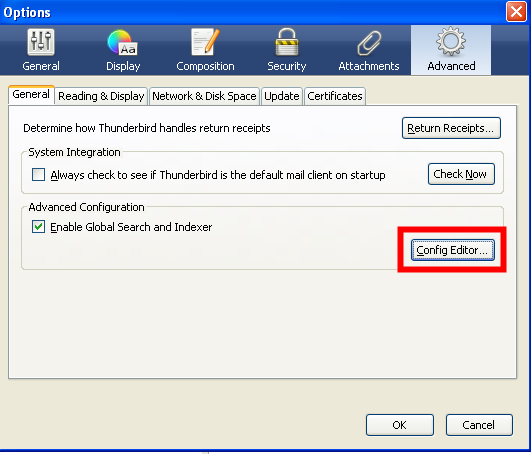 Options
General Display Composition Security Attachments Advanced
General Reading & Display Network & Disk Space Update Certificates
Determine how Thunderbird handles return receipts Return Receipts...
System Integration
Always check to see if Thunderbird is the default mail client on startup Check Now
Advanced Configuration
Enable Global Search and Indexer
Config Editor...
OK Cancel